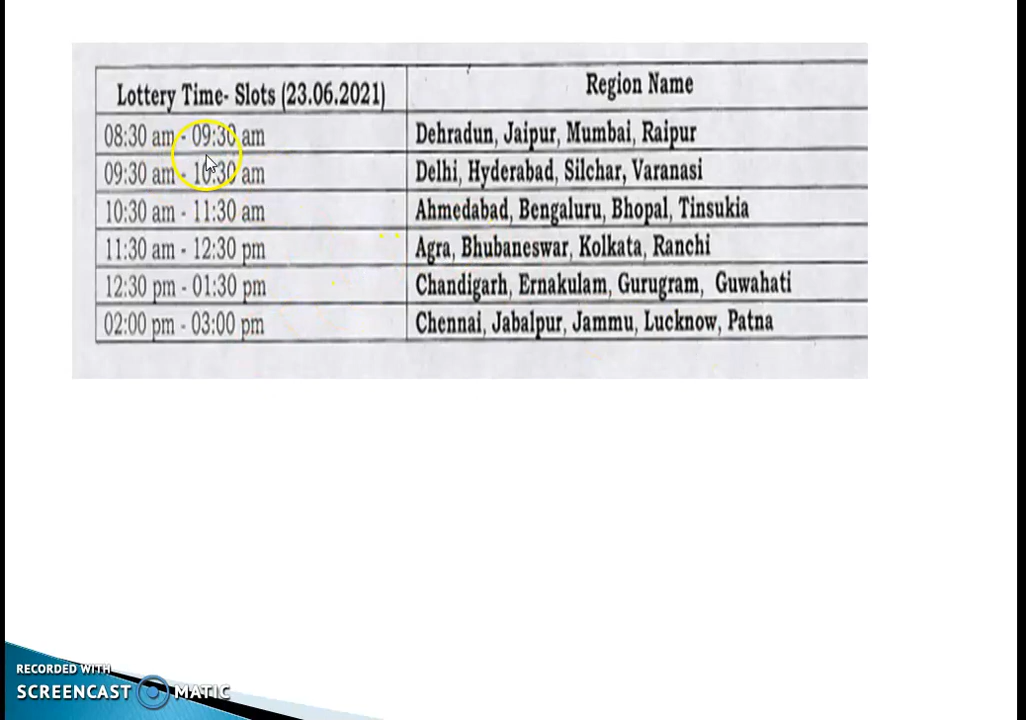 Lottery Time- Slots (23.06.2021) Region Name
08:30 am - 09:30 am Dehradun, Jaipur, Mumbai, Raipur
09:30 am - 10:30 am Delhi, Hyderabad, Silchar, Varanasi
10:30 am - 11:30 am Ahmedabad, Bengaluru, Bhopal, Tinsukia
11:30 am - 12:30 pm Agra, Bhubaneswar, Kolkata, Ranchi
12:30 pm - 01:30 pm Chandigarh, Ernakulam, Gurugram, Guwahati
02:00 pm - 03:00 pm Chennai, Jabalpur, Jammu, Lucknow, Patna
RECORDED WITH
SCREENCAST MATIC